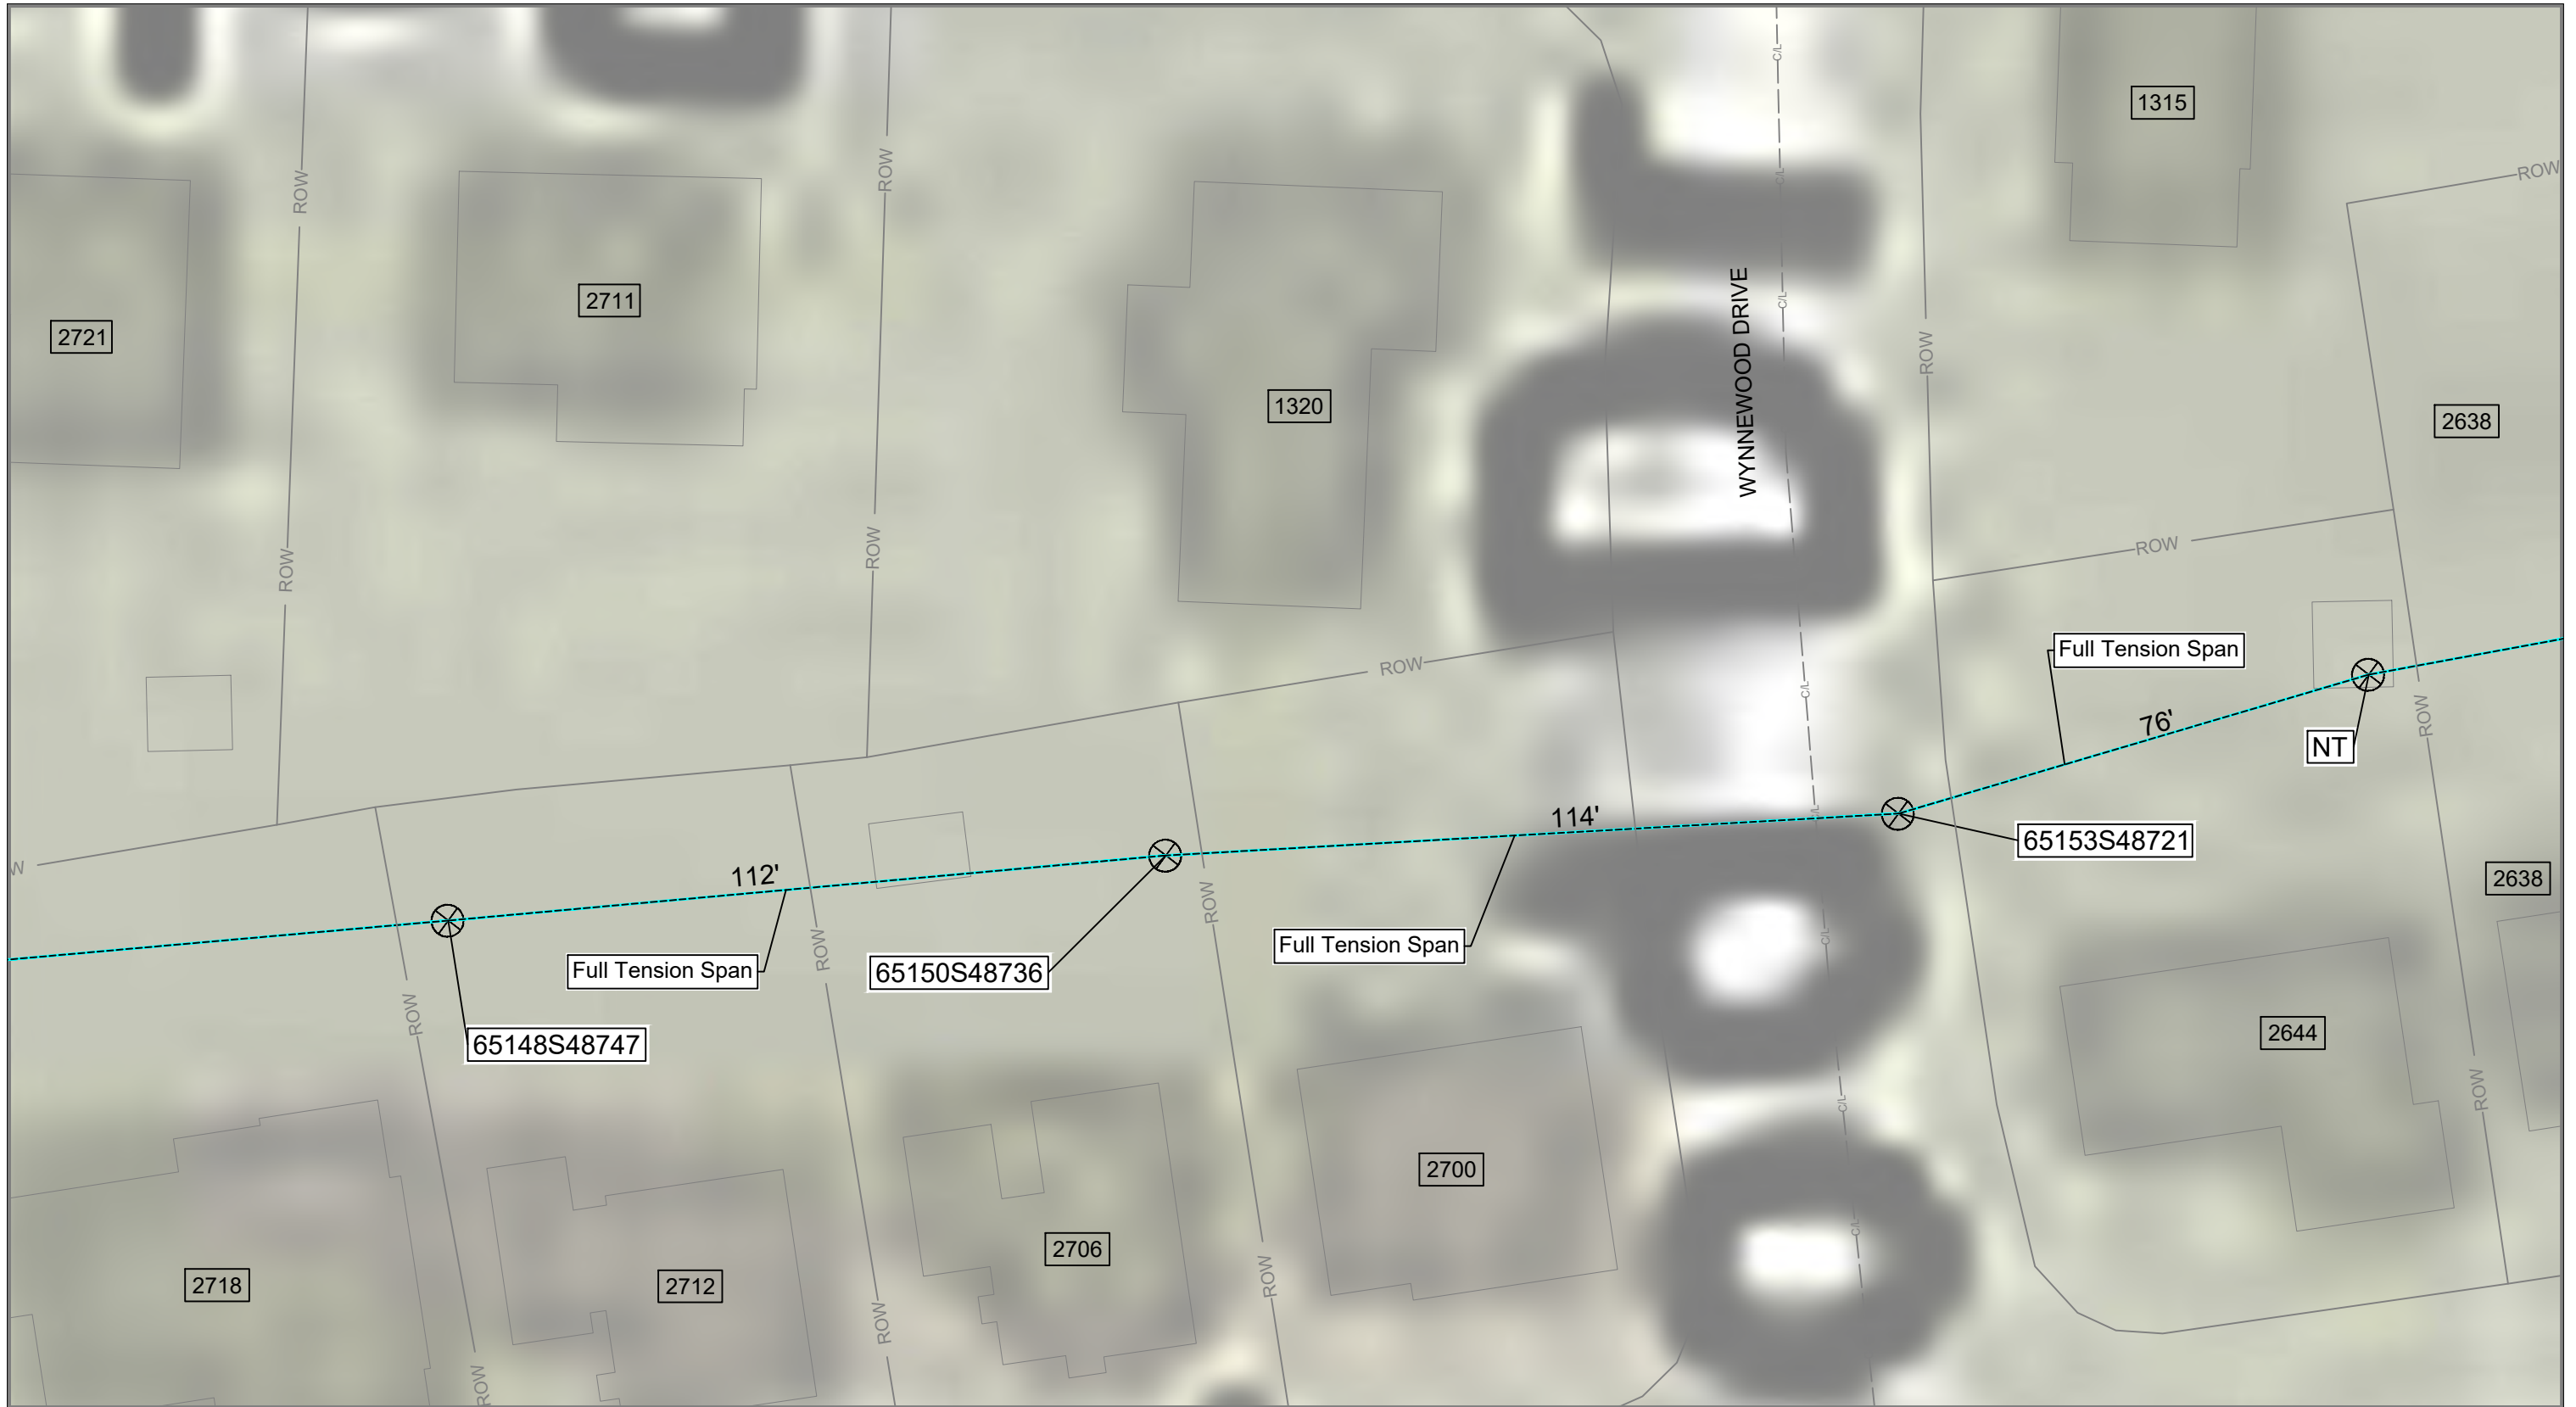 C/L
1315
ROW
ROW
ROW
C/L
ROW
2711
C/L
2721
WYNNEWOOD DRIVE
ROW
1320
2638
ROW
ROW
ROW
Full Tension Span
ROW
NT
C/L
ROW
76'
114'
C/L
65153S48721
W
112'
2638
ROW
C/L
Full Tension Span
ROW
Full Tension Span
65150S48736
ROW
65148S48747
2644
ROW
C/L
2700
C/L
2706
ROW
2718
2712
ROW
ROW